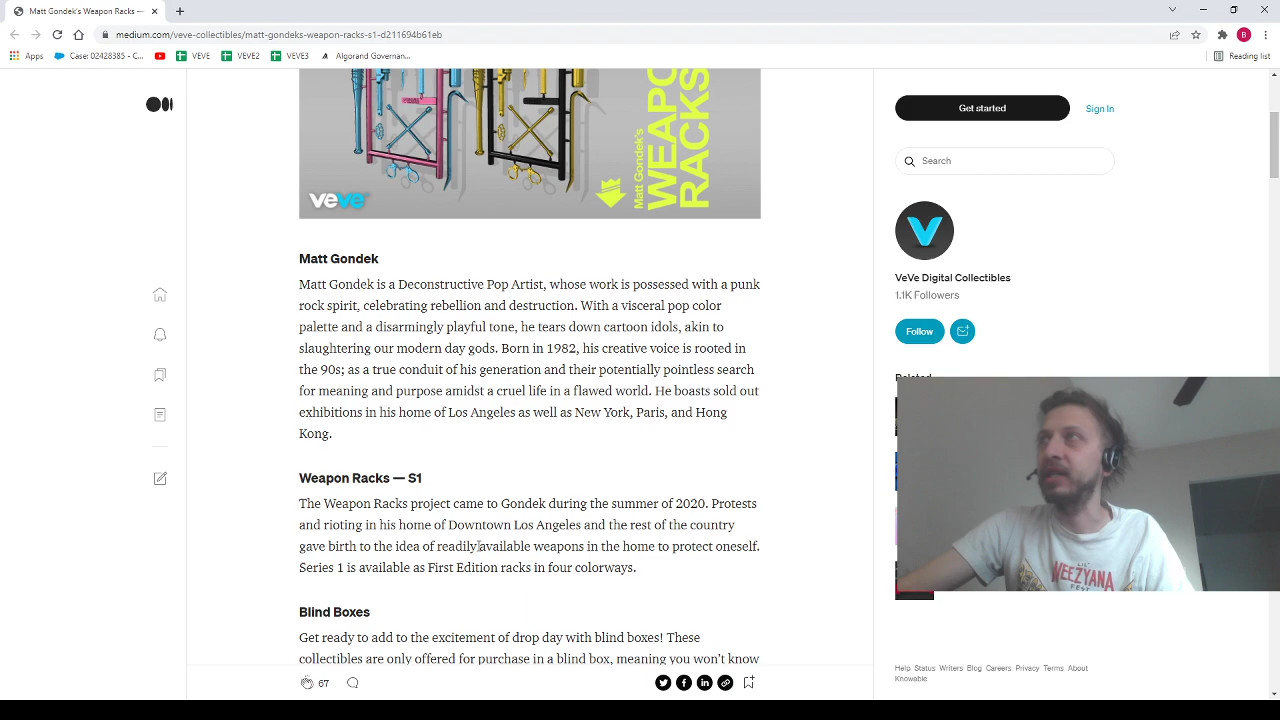 Matt Gondek's Weapon Racks —
medium.com/veve-collectibles/matt-gondeks-weapon-racks-s1-d211694b61eb
Apps
Case: 02428385 - C...
VEVE
VEVE2
VEVE3
Algorand Governan...
Reading list
B
veve
Matt Gondek's
WEAPO
RACKS
Get started
Sign In
Search
V
VeVe Digital Collectibles
1.1K Followers
Follow
Related
Matt Gondek
Matt Gondek is a Deconstructive Pop Artist, whose work is possessed with a punk
rock spirit, celebrating rebellion and destruction. With a visceral pop color
palette and a disarmingly playful tone, he tears down cartoon idols, akin to
slaughtering our modern day gods. Born in 1982, his creative voice is rooted in
the 90s; as a true conduit of his generation and their potentially pointless search
for meaning and purpose amidst a cruel life in a flawed world. He boasts sold out
exhibitions in his home of Los Angeles as well as New York, Paris, and Hong
Kong.
Weapon Racks — S1
The Weapon Racks project came to Gondek during the summer of 2020. Protests
and rioting in his home of Downtown Los Angeles and the rest of the country
gave birth to the idea of readily available weapons in the home to protect oneself.
Series 1 is available as First Edition racks in four colorways.
Blind Boxes
Get ready to add to the excitement of drop day with blind boxes! These
collectibles are only offered for purchase in a blind box, meaning you won't know
67
LIL'
WEEZYANA
FEST
Help Status Writers Blog Careers Privacy Terms About
Knowable